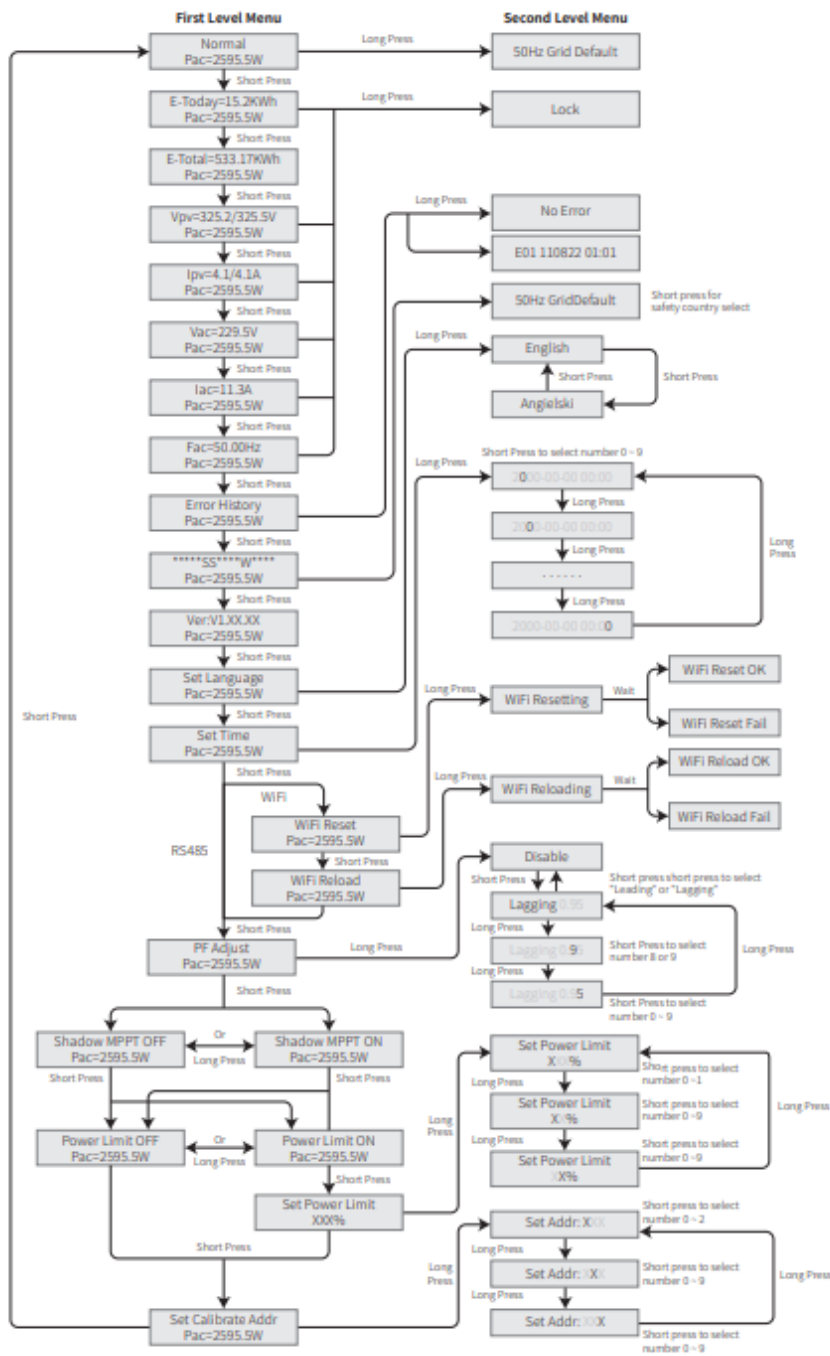 First Level Menu
Second Level Menu
Normal
Pac=2595.5W
Long Press
50Hz Grid Default
Short Press
E-Today=15.2KWh
Pac=2595.5W
Long Press
Lock
Short Press
E-Total=533.17KWh
Pac=2595.5W
Short Press
Vpv=325.2/325.5V
Pac=2595.5W
Long Press
No Error
E01 110822 01:01
Short Press
Ipv=4.1/4.1A
Pac=2595.5W
50Hz GridDefault
Short press for
safety country select
Short Press
Vac=229.5V
Pac=2595.5W
Long Press
English
Short Press
Short Press
Angielski
Short Press
Iac=11.3A
Pac=2595.5W
Short Press
Fac=50.00Hz
Pac=2595.5W
Short Press to select number 0 ~ 9
Long Press
2000-00-00 00:00
Long Press
Short Press
Error History
Pac=2595.5W
2000-00-00 00:00
Long Press
Long
Press
Short Press
*****SS****W****
Pac=2595.5W
- - - - - -
Long Press
Short Press
Ver:V1.XX.XX
Pac=2595.5W
2000-00-00 00:00
Short Press
Set Language
Pac=2595.5W
Long Press
WiFi Resetting
Wait
WiFi Reset OK
WiFi Reset Fail
Short Press
Short Press
Set Time
Pac=2595.5W
Short Press
WiFi
Long Press
WiFi Reloading
Wait
WiFi Reload OK
WiFi Reload Fail
WiFi Reset
Pac=2595.5W
RS485
Short Press
WiFi Reload
Pac=2595.5W
Disable
Short Press
Short press short press to select
"Leading" or "Lagging"
Lagging 0.95
Long Press
Short Press
PF Adjust
Pac=2595.5W
Long Press
Lagging 0.95
Short Press to select
number 8 or 9
Long Press
Long Press
Lagging 0.95
Short Press to select
number 0 ~ 9
Short Press
Shadow MPPT OFF
Pac=2595.5W
Or
Long Press
Shadow MPPT ON
Pac=2595.5W
Short Press
Short Press
Set Power Limit
XXX%
Short press to select
number 0 ~1
Long Press
Set Power Limit
XXX%
Short press to select
number 0 ~9
Long Press
Long Press
Set Power Limit
XXX%
Short press to select
number 0 ~9
Long
Press
Power Limit OFF
Pac=2595.5W
Or
Long Press
Power Limit ON
Pac=2595.5W
Short Press
Set Power Limit
XXX%
Short Press
Set Addr: XXX
Short press to select
number 0 ~ 2
Long Press
Long
Press
Set Addr: XXX
Short press to select
number 0 ~ 9
Long Press
Long Press
Set Addr: XXX
Short press to select
number 0 ~ 9
Set Calibrate Addr
Pac=2595.5W